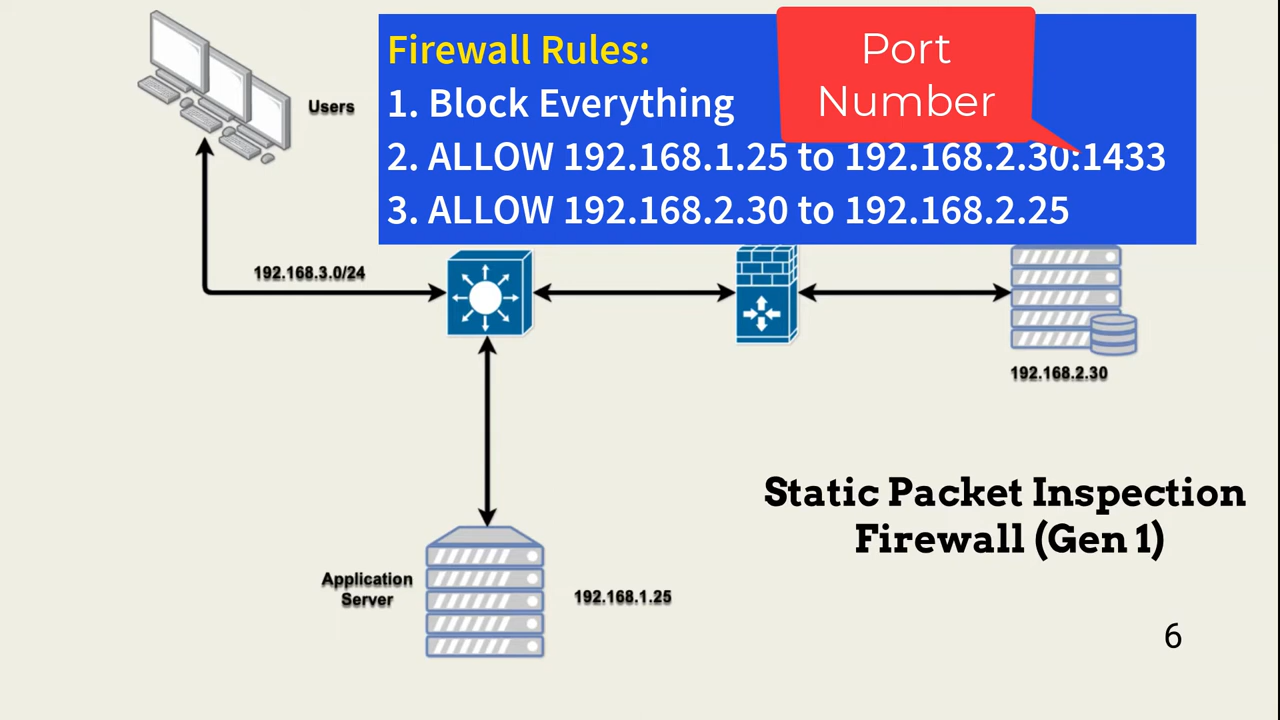 Firewall Rules:
1. Block Everything
2. ALLOW 192.168.1.25 to 192.168.2.30:1433
3. ALLOW 192.168.2.30 to 192.168.2.25
Port
Number
Users
192.168.3.0/24
192.168.2.30
Static Packet Inspection
Firewall (Gen 1)
Application
Server
192.168.1.25
6